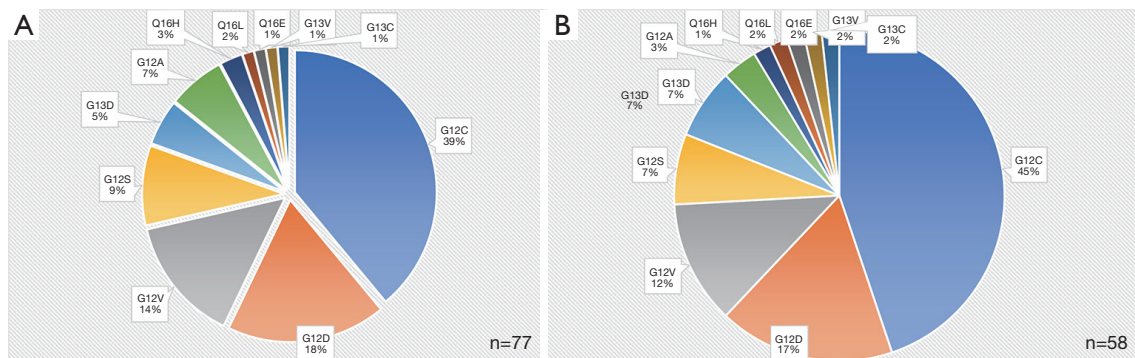 A
Q16H
3%
Q16L
2%
Q16E
1%
G13V
1%
G13C
1%
G12A
7%
G13D
5%
G12S
9%
G12V
14%
G12D
18%
G12C
39%
n=77
B
Q16H
1%
Q16L
2%
Q16E
2%
G13V
2%
G13C
2%
G12A
3%
G13D
7%
G13D
7%
G12S
7%
G12V
12%
G12D
17%
G12C
45%
n=58